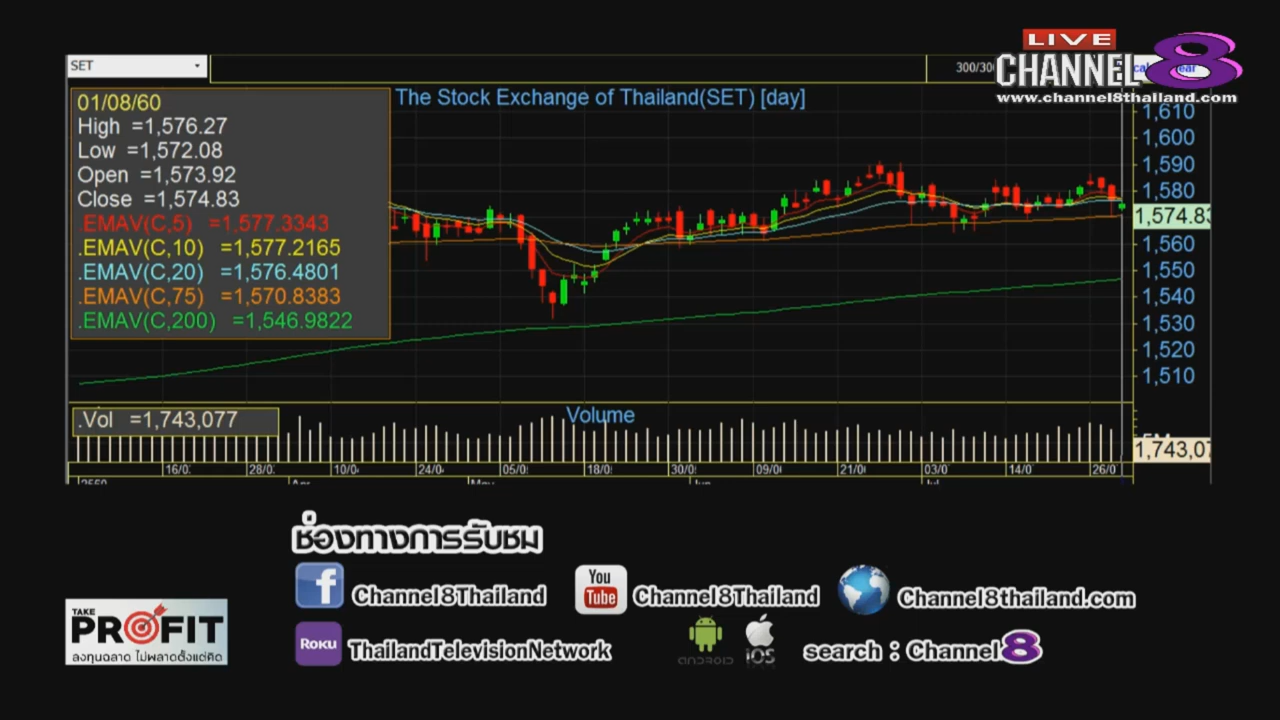 SET
300/300
LIVE
CHANNEL 8
www.channel8thailand.com
The Stock Exchange of Thailand(SET) [day]
01/08/60
High =1,576.27
Low =1,572.08
Open =1,573.92
Close =1,574.83
.EMAV(C,5) =1,577.3343
.EMAV(C,10) =1,577.2165
.EMAV(C,20) =1,576.4801
.EMAV(C,75) =1,570.8383
.EMAV(C,200) =1,546.9822
1,610
1,600
1,590
1,580
1,574.83
1,560
1,550
1,540
1,530
1,520
1,510
.Vol =1,743,077
Volume
1,743,07
16/0 28/0 10/0 24/0 05/0 18/0 30/0 09/0 21/0 03/0 14/0 26/0
2560 Apr May Jun Jul
ช่องทางการรับชม
Channel8Thailand
You Tube Channel8Thailand
Channel8thailand.com
TAKE PROFIT
ลงทุนฉลาด ไม่พลาดตั้งแต่คิด
ROKU ThailandTelevisionNetwork
ANDROID iOS
search : Channel8